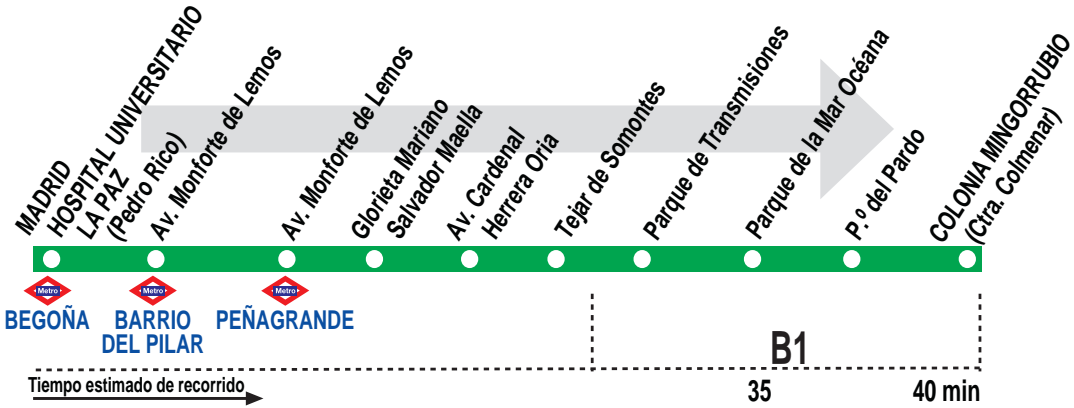 MADRID
HOSPITAL UNIVERSITARIO
LA PAZ
(Pedro Rico)
Av. Monforte de Lemos
Av. Monforte de Lemos
Glorieta Mariano
Salvador Maella
Av. Cardenal
Herrera Oria
Tejar de Somontes
Parque de Transmisiones
Parque de la Mar Océana
P.º del Pardo
COLONIA MINGORRUBIO
(Ctra. Colmenar)
Metro
Metro
Metro
BEGOÑA
BARRIO
DEL PILAR
PEÑAGRANDE
B1
Tiempo estimado de recorrido
35
40 min